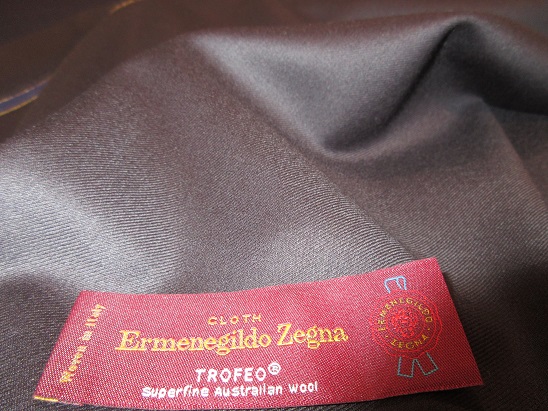 CLOTH
Ermenegildo Zegna
TROFEO®
Superfine Australian wool
Woven in Italy
ERMENEGILDO
ZEGNA